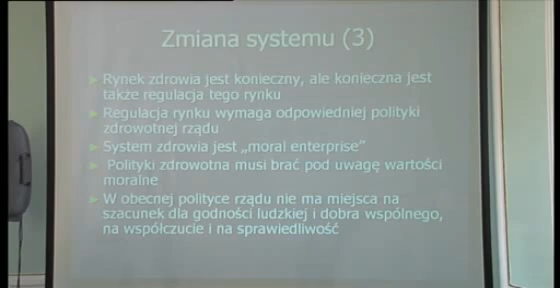 Zmiana systemu (3)
Rynek zdrowia jest konieczny, ale konieczna jest
także regulacja tego rynku
Regulacja rynku wymaga odpowiedniej polityki
zdrowotnej rządu
System zdrowia jest „moral enterprise”
Polityki zdrowotna musi brać pod uwagę wartości
moralne
W obecnej polityce rządu nie ma miejsca na
szacunek dla godności ludzkiej i dobra wspólnego,
na współczucie i na sprawiedliwość